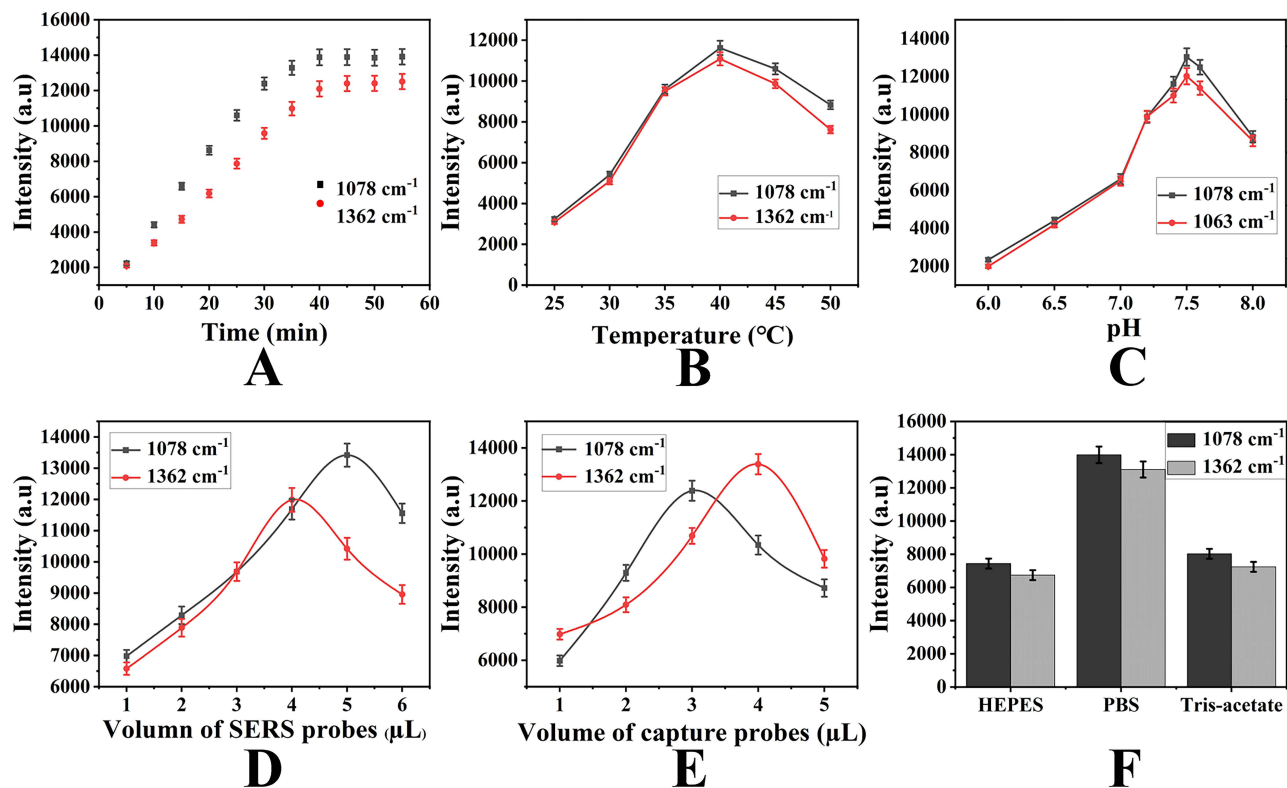 16000
14000
12000
10000
8000
6000
4000
2000
0
10
20
30
40
50
60
Intensity (a.u)
Time (min)
1078 cm⁻¹
1362 cm⁻¹
A
12000
10000
8000
6000
4000
2000
0
25
30
35
40
45
50
Intensity (a.u)
Temperature (°C)
1078 cm⁻¹
1362 cm⁻¹
B
14000
12000
10000
8000
6000
4000
2000
6.0
6.5
7.0
7.5
8.0
Intensity (a.u)
pH
1078 cm⁻¹
1063 cm⁻¹
C
14000
13000
12000
11000
10000
9000
8000
7000
6000
1
2
3
4
5
6
Intensity (a.u)
Volumn of SERS probes (μL)
1078 cm⁻¹
1362 cm⁻¹
D
14000
12000
10000
8000
6000
1
2
3
4
5
Intensity (a.u)
Volume of capture probes (μL)
1078 cm⁻¹
1362 cm⁻¹
E
16000
14000
12000
10000
8000
6000
4000
2000
0
HEPES
PBS
Tris-acetate
Intensity (a.u)
1078 cm⁻¹
1362 cm⁻¹
F